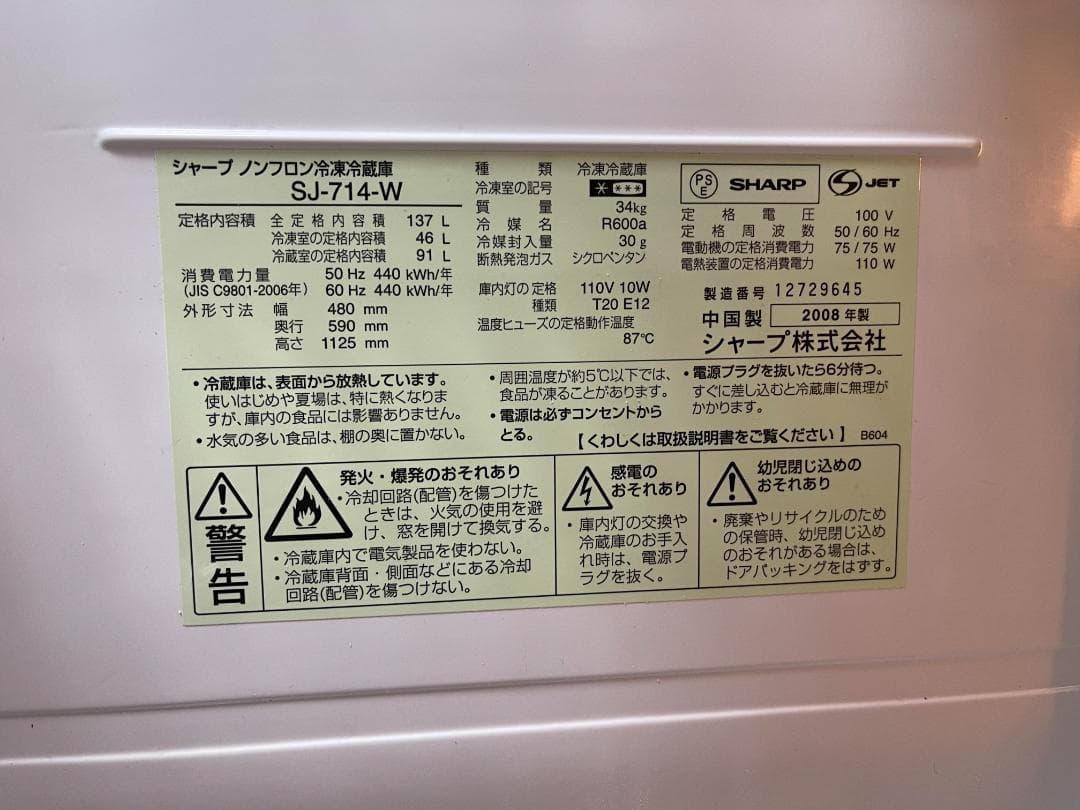 シャープ ノンフロン冷凍冷蔵庫
SJ-714-W
定格内容積 全定格内容積 137 L
冷凍室の定格内容積 46 L
冷蔵室の定格内容積 91 L
消費電力量 50 Hz 440 kWh/年
(JIS C9801-2006年) 60 Hz 440 kWh/年
外形寸法 幅 480 mm
奥行 590 mm
高さ 1125 mm
種類 冷凍冷蔵庫
冷凍室の記号
質量 34kg
冷媒名 R600a
冷媒封入量 30 g
断熱発泡ガス シクロペンタン
庫内灯の定格 110V 10W
種類 T20 E12
温度ヒューズの定格動作温度
87℃
PS
E
SHARP
S JET
定格電圧 100 V
定格周波数 50/60 Hz
電動機の定格消費電力 75/75 W
電熱装置の定格消費電力 110 W
製造番号 12729645
中国製 2008 年製
シャープ株式会社
・冷蔵庫は、表面から放熱しています。
使いはじめや夏場は、特に熱くなりま
すが、庫内の食品には影響ありません。
・水気の多い食品は、棚の奥に置かない。
・周囲温度が約5℃以下では、
食品が凍ることがあります。
・電源は必ずコンセントから
とる。
・電源プラグを抜いたら6分待つ。
すぐに差し込むと冷蔵庫に無理が
かかります。
【くわしくは取扱説明書をご覧ください】 B604
警告
発火・爆発のおそれあり
・冷却回路(配管)を傷つけた
ときは、火気の使用を避
け、窓を開けて換気する。
・冷蔵庫内で電気製品を使わない。
・冷蔵庫背面・側面などにある冷却
回路(配管)を傷つけない。
感電の
おそれあり
・庫内灯の交換や
冷蔵庫のお手入
れ時は、電源プ
ラグを抜く。
幼児閉じ込めの
おそれあり
・廃棄やリサイクルのため
の保管時、幼児閉じ込め
のおそれがある場合は、
ドアパッキングをはずす。